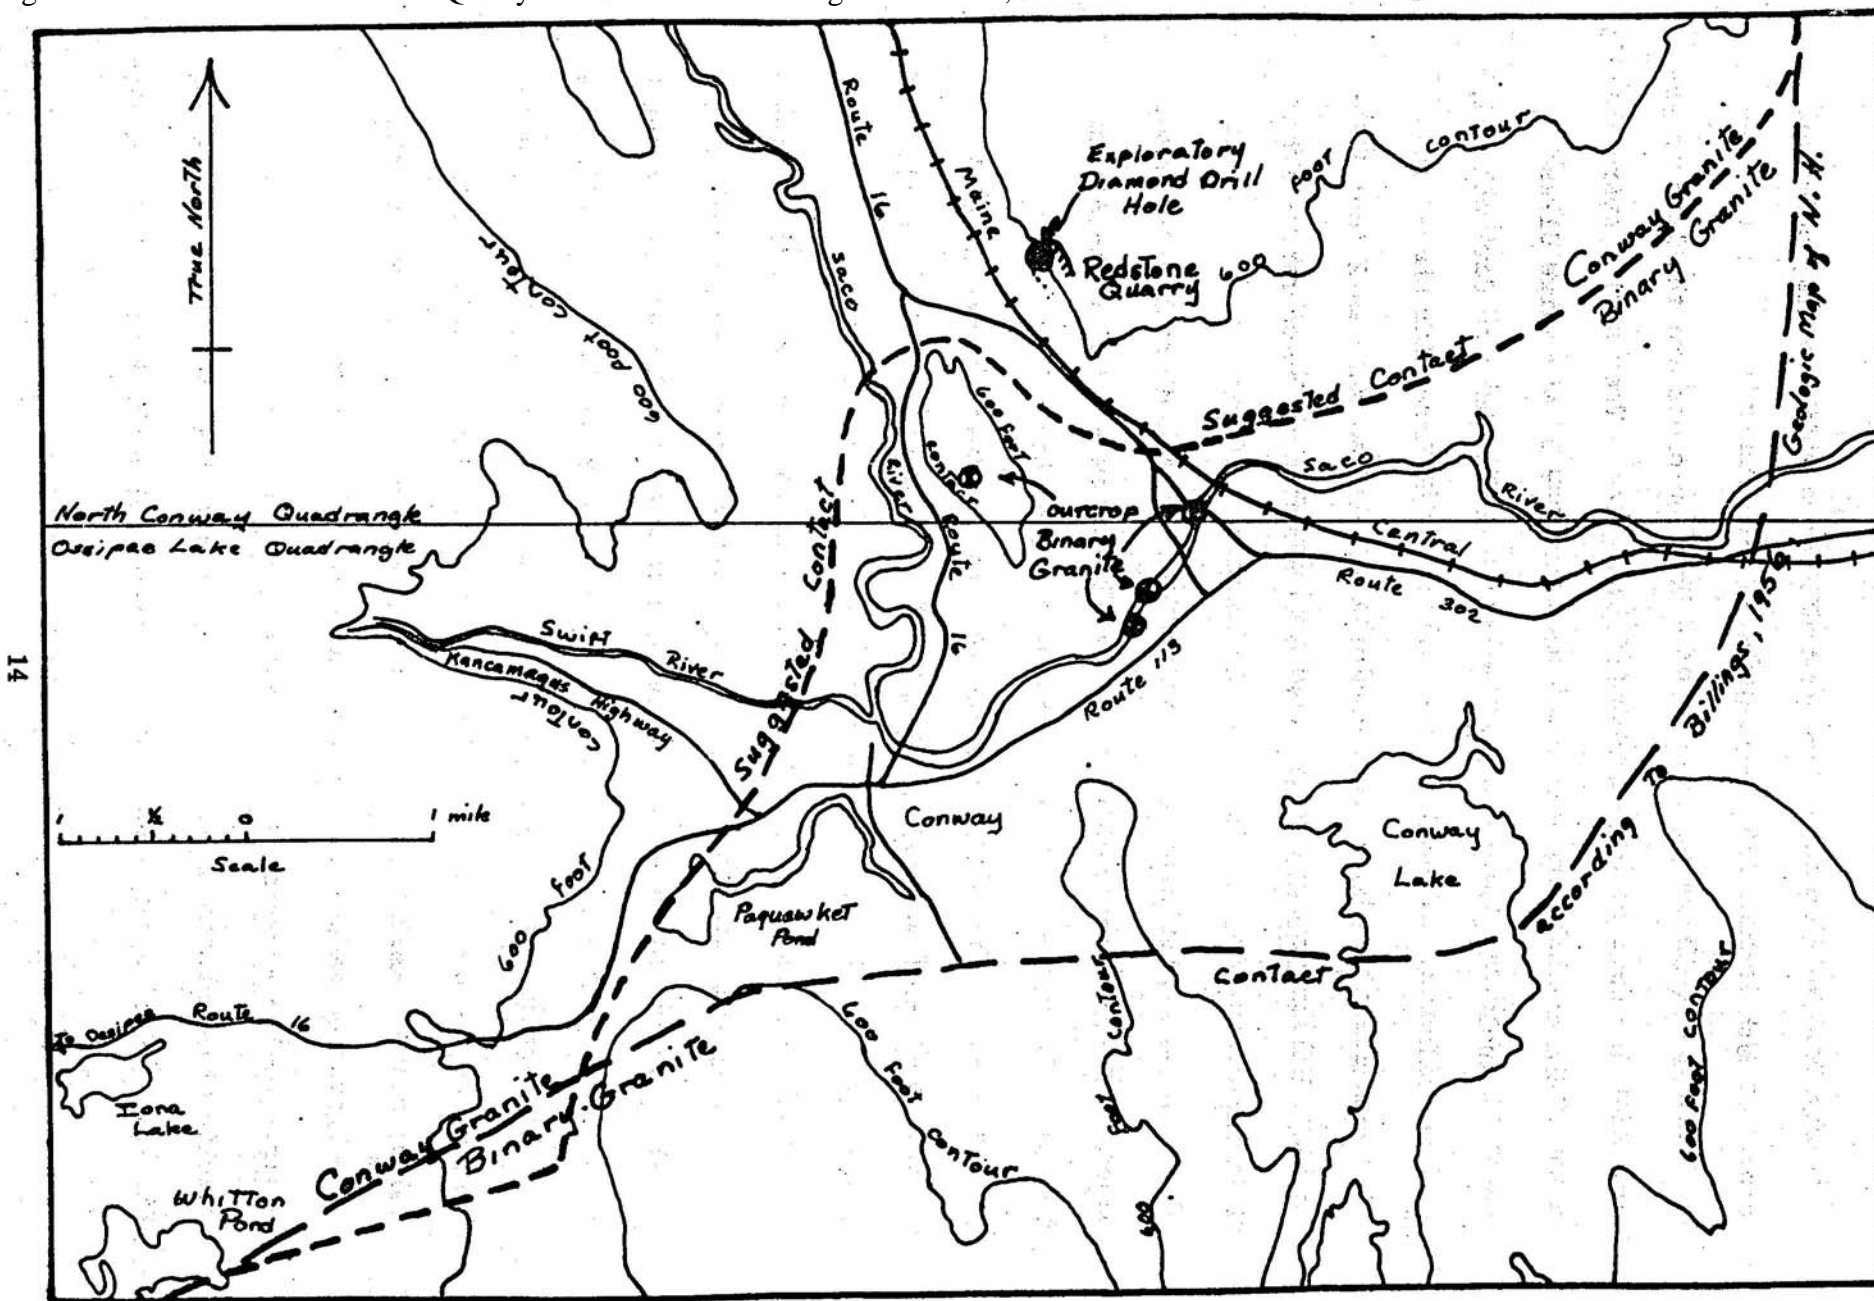 Route
16
Maine
Exploratory
Diamond Drill
Hole
FOOT
contour
Conway Granite
Binary Granite
Geologic Map of N. H.
True North
saco
Redstone
Quarry
600
contour
600 FOOT
Suggested Contact
600 FOOT
contact
River
saco
River
North Conway Quadrangle
Ossipee Lake Quadrangle
outcrop
Binary
Granite
Central
Route
302
Route
16
Suggested Contact
Swift
River
Kancamagus
Highway
contour
Route 113
Billings, 1956
To
according
14
1
½
0
1 mile
Scale
Conway
Conway
Lake
600 foot
Paquawket
Pond
contact
600 FOOT CONTOUR
To Ossipee
Route
16
600
foot
contour
foot contour
600
Iona
Lake
Conway Granite
Binary Granite
Whitton
Pond